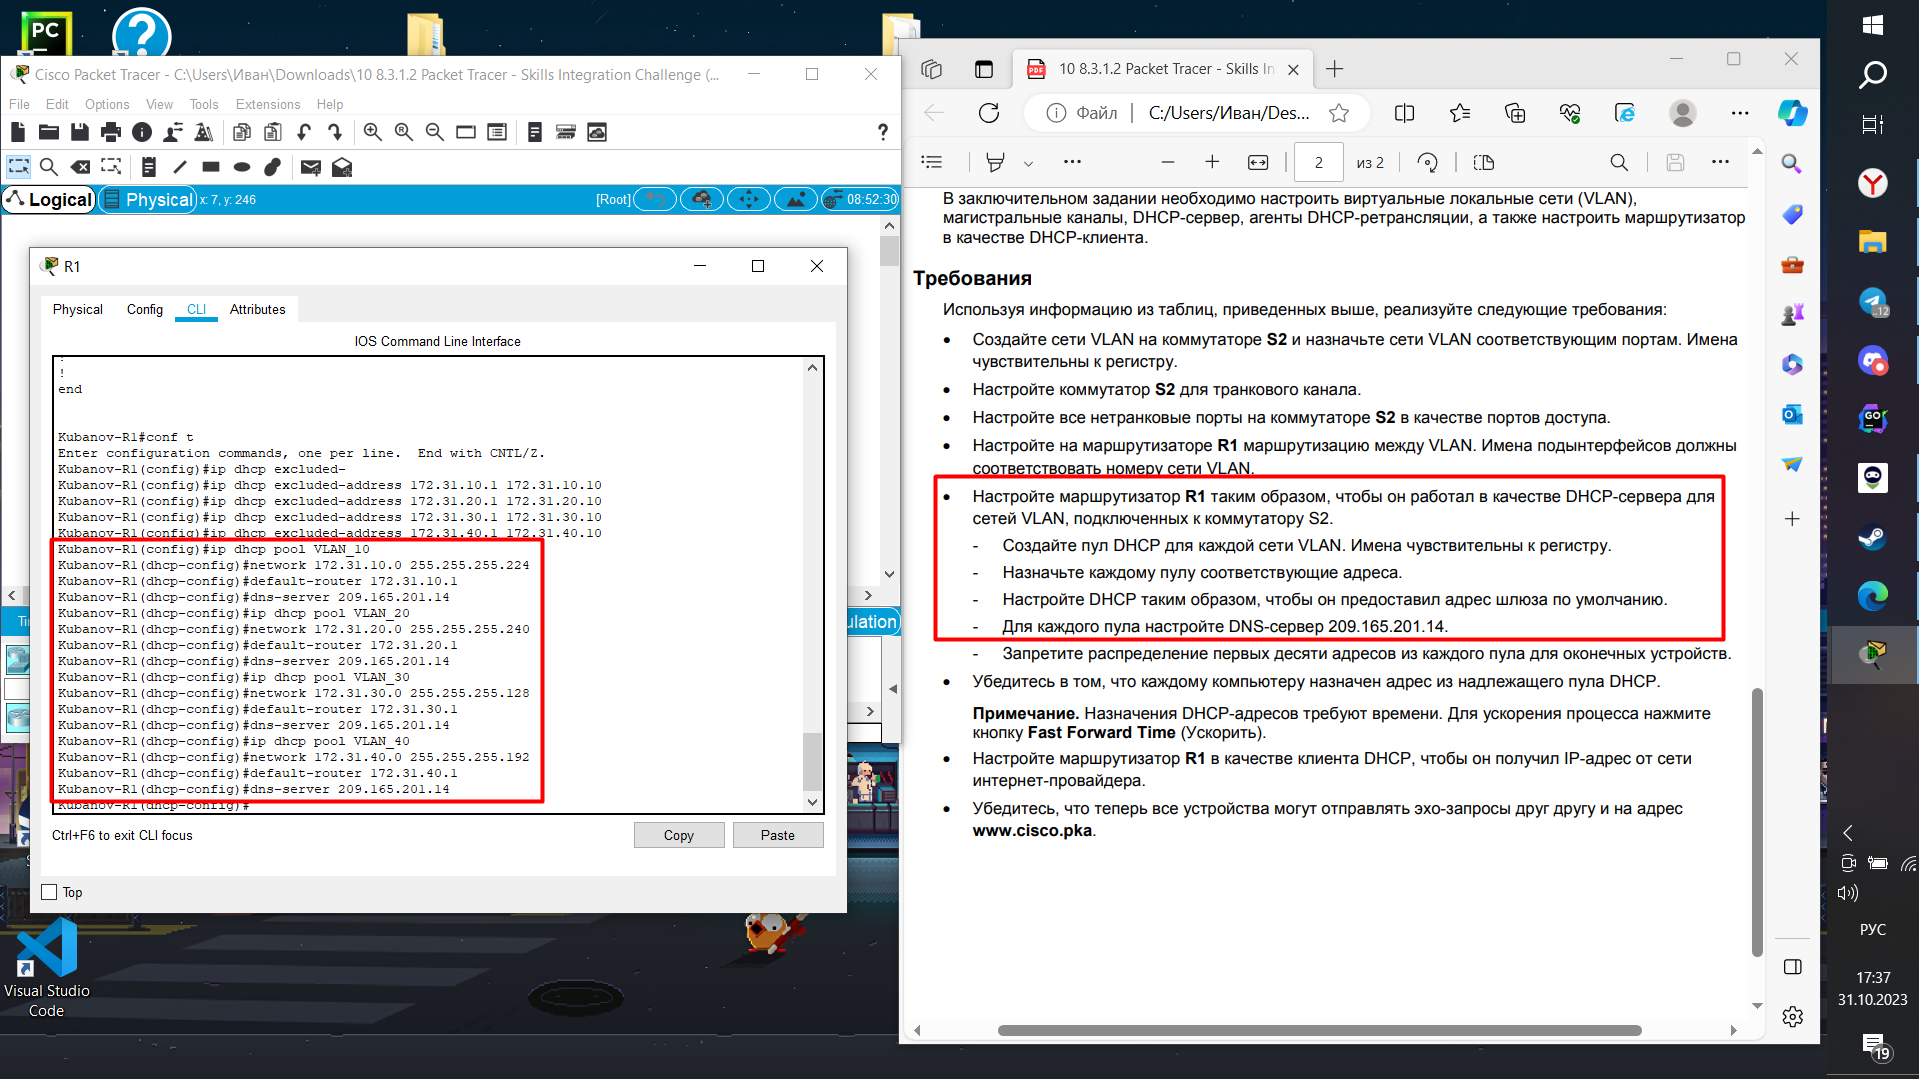 PC
?
Cisco Packet Tracer - C:\Users\Иван\Downloads\10 8.3.1.2 Packet Tracer - Skills Integration Challenge (...
File Edit Options View Tools Extensions Help
?
Logical
Physical
x: 7, y: 246
[Root]
08:52:30
R1
Physical Config CLI Attributes
IOS Command Line Interface
!
!
end
Kubanov-R1#conf t
Enter configuration commands, one per line. End with CNTL/Z.
Kubanov-R1(config)#ip dhcp excluded-
Kubanov-R1(config)#ip dhcp excluded-address 172.31.10.1 172.31.10.10
Kubanov-R1(config)#ip dhcp excluded-address 172.31.20.1 172.31.20.10
Kubanov-R1(config)#ip dhcp excluded-address 172.31.30.1 172.31.30.10
Kubanov-R1(config)#ip dhcp excluded-address 172.31.40.1 172.31.40.10
Kubanov-R1(config)#ip dhcp pool VLAN_10
Kubanov-R1(dhcp-config)#network 172.31.10.0 255.255.255.224
Kubanov-R1(dhcp-config)#default-router 172.31.10.1
Kubanov-R1(dhcp-config)#dns-server 209.165.201.14
Kubanov-R1(dhcp-config)#ip dhcp pool VLAN_20
Kubanov-R1(dhcp-config)#network 172.31.20.0 255.255.255.240
Kubanov-R1(dhcp-config)#default-router 172.31.20.1
Kubanov-R1(dhcp-config)#dns-server 209.165.201.14
Kubanov-R1(dhcp-config)#ip dhcp pool VLAN_30
Kubanov-R1(dhcp-config)#network 172.31.30.0 255.255.255.128
Kubanov-R1(dhcp-config)#default-router 172.31.30.1
Kubanov-R1(dhcp-config)#dns-server 209.165.201.14
Kubanov-R1(dhcp-config)#ip dhcp pool VLAN_40
Kubanov-R1(dhcp-config)#network 172.31.40.0 255.255.255.192
Kubanov-R1(dhcp-config)#default-router 172.31.40.1
Kubanov-R1(dhcp-config)#dns-server 209.165.201.14
Kubanov-R1(dhcp-config)#
Ctrl+F6 to exit CLI focus
Copy
Paste
Top
Ti
ulation
Visual Studio
Code
10 8.3.1.2 Packet Tracer - Skills In
Файл
C:/Users/Иван/Des...
2
из 2
В заключительном задании необходимо настроить виртуальные локальные сети (VLAN),
магистральные каналы, DHCP-сервер, агенты DHCP-ретрансляции, а также настроить маршрутизатор
в качестве DHCP-клиента.
Требования
Используя информацию из таблиц, приведенных выше, реализуйте следующие требования:
• Создайте сети VLAN на коммутаторе S2 и назначьте сети VLAN соответствующим портам. Имена
чувствительны к регистру.
• Настройте коммутатор S2 для транкового канала.
• Настройте все нетранковые порты на коммутаторе S2 в качестве портов доступа.
• Настройте на маршрутизаторе R1 маршрутизацию между VLAN. Имена подынтерфейсов должны
соответствовать номеру сети VLAN.
• Настройте маршрутизатор R1 таким образом, чтобы он работал в качестве DHCP-сервера для
сетей VLAN, подключенных к коммутатору S2.
- Создайте пул DHCP для каждой сети VLAN. Имена чувствительны к регистру.
- Назначьте каждому пулу соответствующие адреса.
- Настройте DHCP таким образом, чтобы он предоставил адрес шлюза по умолчанию.
- Для каждого пула настройте DNS-сервер 209.165.201.14.
- Запретите распределение первых десяти адресов из каждого пула для оконечных устройств.
• Убедитесь в том, что каждому компьютеру назначен адрес из надлежащего пула DHCP.
Примечание. Назначения DHCP-адресов требуют времени. Для ускорения процесса нажмите
кнопку Fast Forward Time (Ускорить).
• Настройте маршрутизатор R1 в качестве клиента DHCP, чтобы он получил IP-адрес от сети
интернет-провайдера.
• Убедитесь, что теперь все устройства могут отправлять эхо-запросы друг другу и на адрес
www.cisco.pka.
..12
GO
РУС
17:37
31.10.2023
19